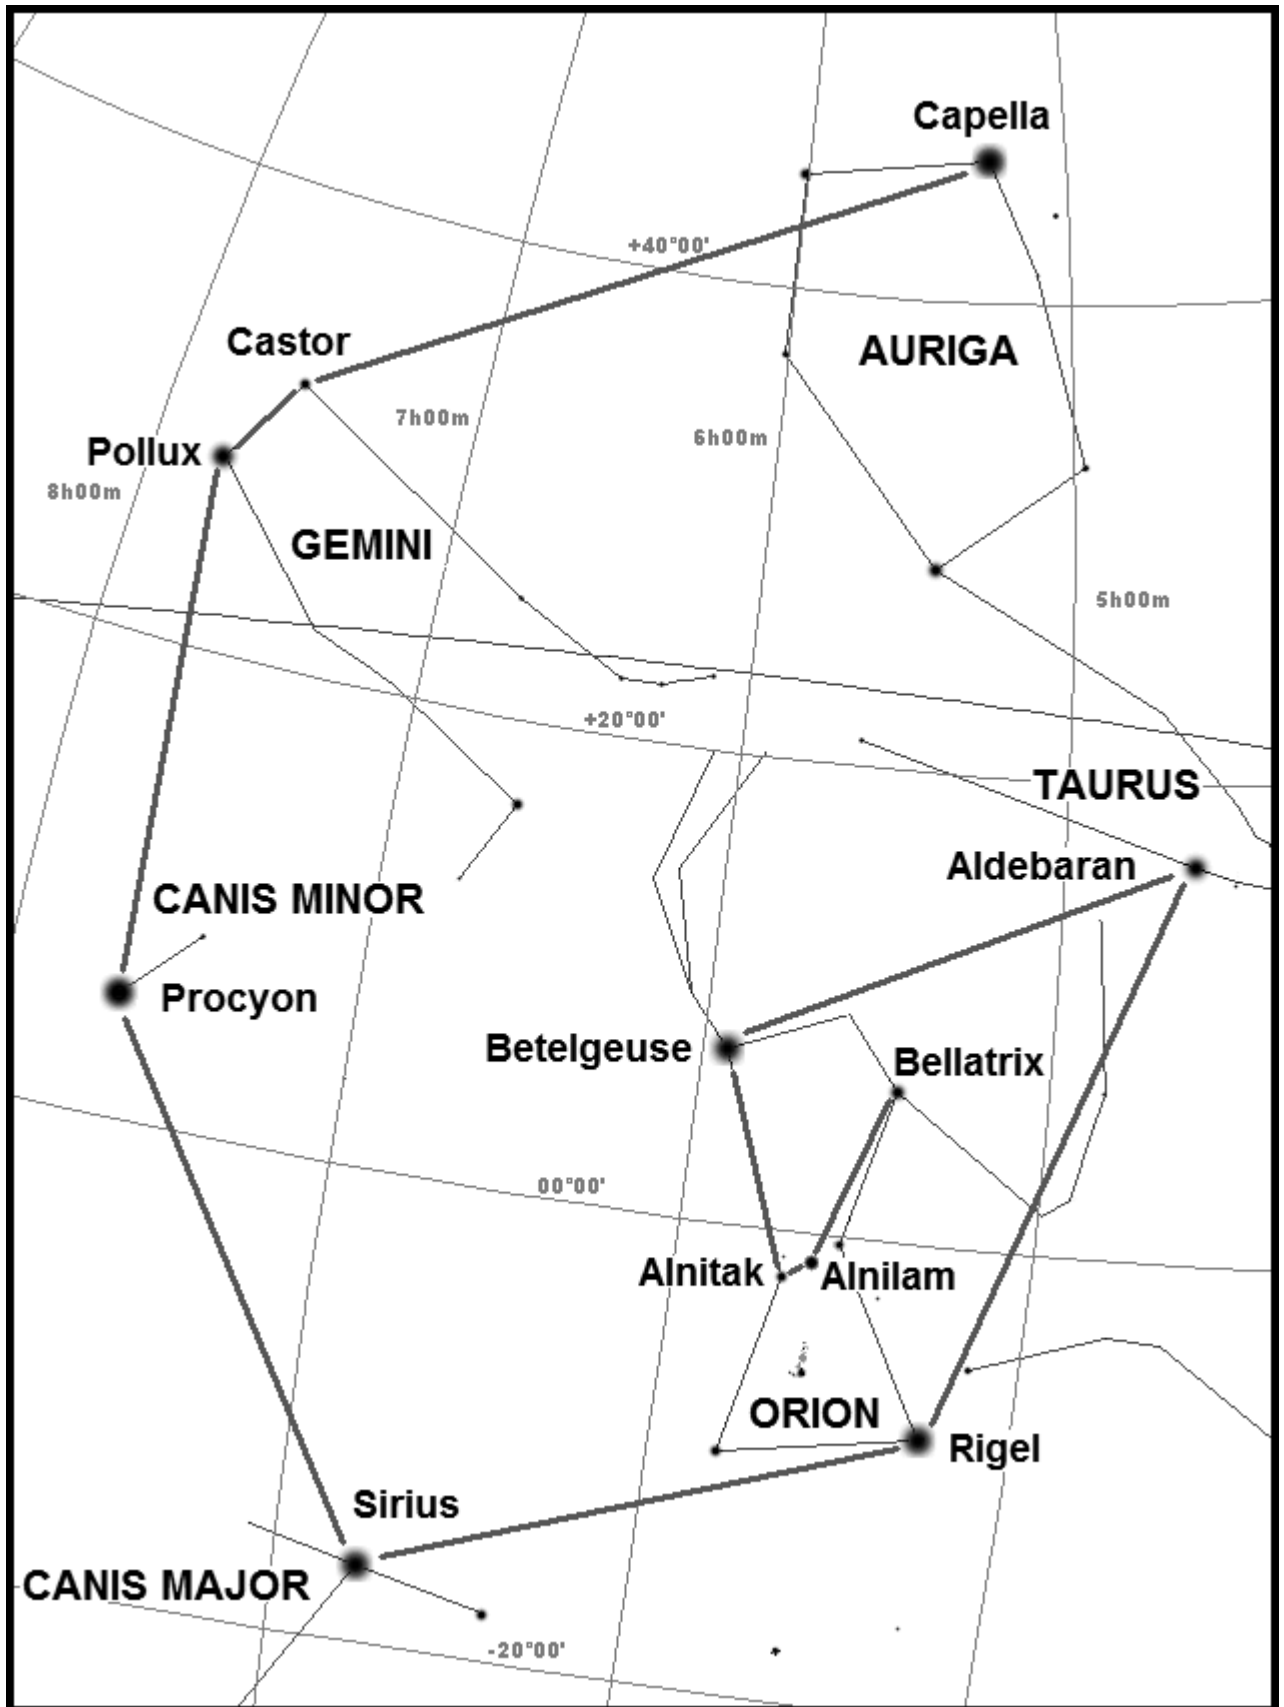 Capella
+40°00'
Castor
AURIGA
7h00m
6h00m
Pollux
8h00m
GEMINI
5h00m
+20°00'
TAURUS
Aldebaran
CANIS MINOR
Procyon
Betelgeuse
Bellatrix
00°00'
Alnitak
Alnilam
ORION
Rigel
Sirius
CANIS MAJOR
-20°00'